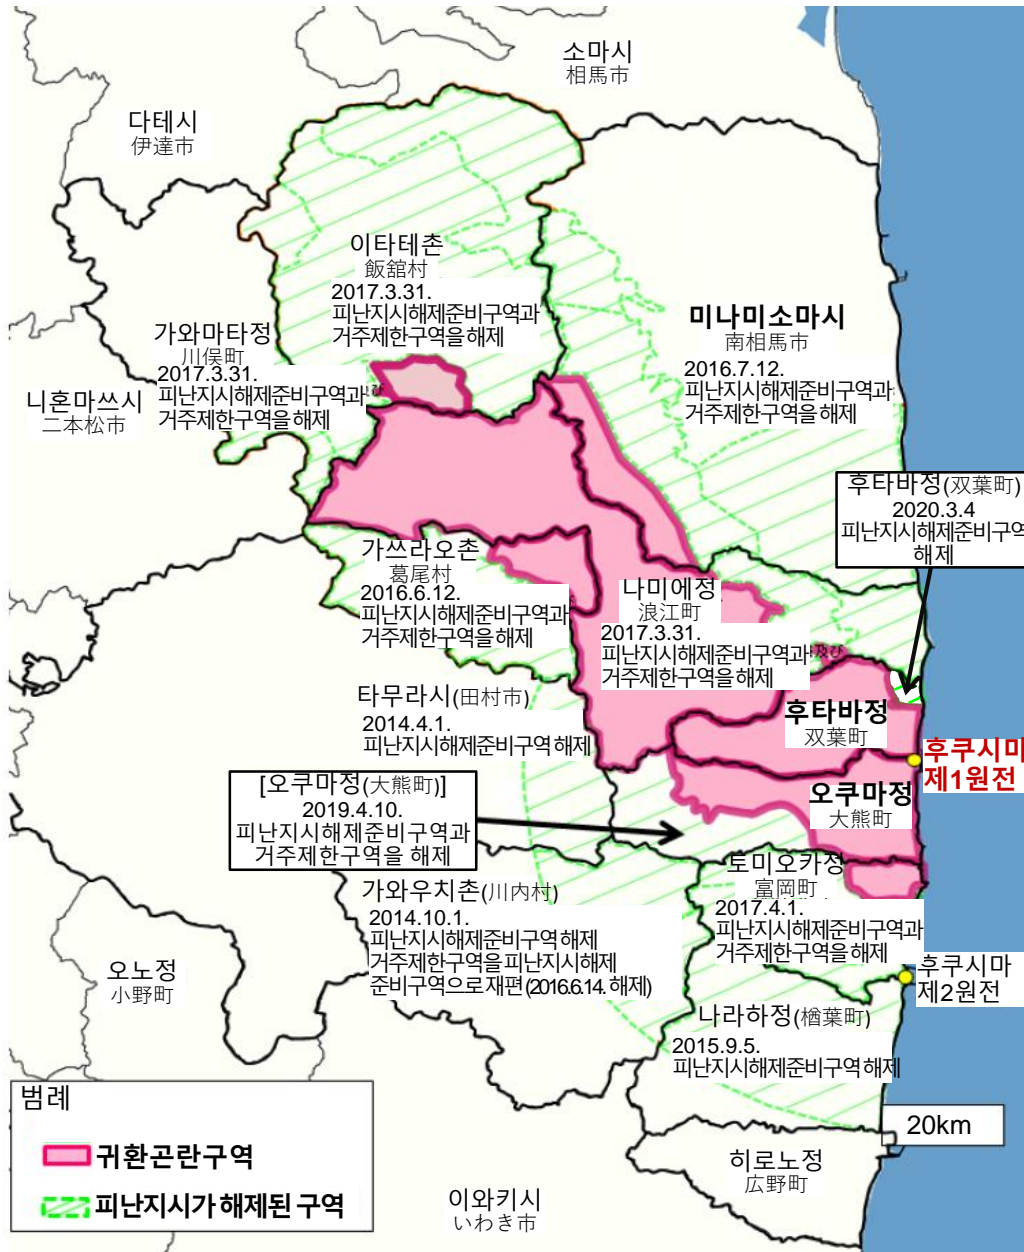 소마시
相馬市
다테시
伊達市
이타테촌
飯舘村
2017.3.31.
피난지시해제준비구역과
거주제한구역을 해제
미나미소마시
南相馬市
2016.7.12.
피난지시해제준비구역과
거주제한구역을 해제
가와마타정
川俣町
2017.3.31.
피난지시해제준비구역과
거주제한구역을 해제
び
니혼마쓰시
二本松市
후타바정(双葉町)
2020.3.4
피난지시해제준비구역
해제
가쓰라오촌
葛尾村
2016.6.12.
피난지시해제준비구역과
거주제한구역을 해제
나미에정
浪江町
2017.3.31.
피난지시해제준비구역과
거주제한구역을 해제
及び
타무라시(田村市)
2014.4.1.
피난지시해제준비구역 해제
후타바정
双葉町
후쿠시마
제1원전
[오쿠마정(大熊町)]
2019.4.10.
피난지시해제준비구역과
거주제한구역을 해제
오쿠마정
大熊町
토미오카정
富岡町
2017.4.1.
피난지시해제준비구역과
거주제한구역을 해제
가와우치촌(川内村)
2014.10.1.
피난지시해제준비구역 해제
거주제한구역을 피난지시해제
준비구역으로 재편(2016.6.14. 해제)
후쿠시마
제2원전
오노정
小野町
나라하정(楢葉町)
2015.9.5.
피난지시해제준비구역 해제
20km
히로노정
広野町
이와키시
いわき市
범례
귀환곤란구역
피난지시가 해제된 구역